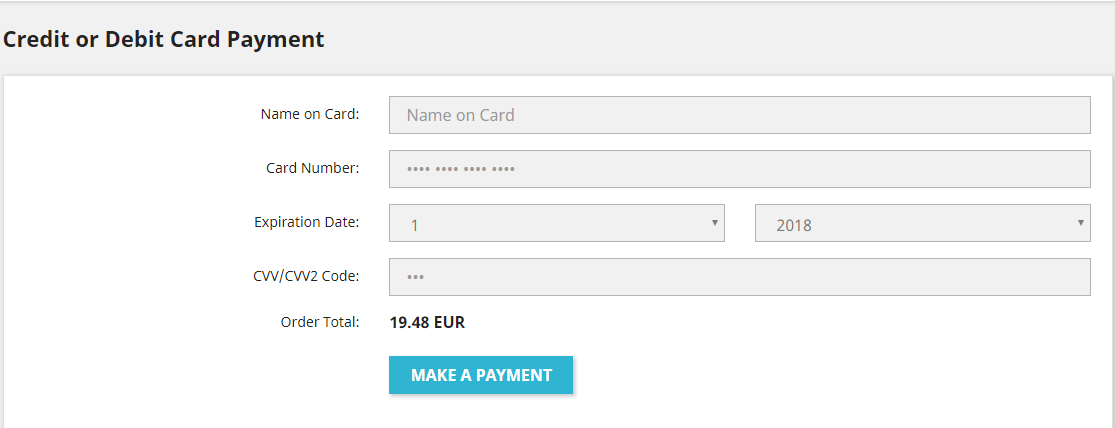 Credit or Debit Card Payment
Name on Card: Name on Card
Card Number: •••• •••• •••• ••••
Expiration Date: 1 2018
CVV/CVV2 Code: •••
Order Total: 19.48 EUR
MAKE A PAYMENT